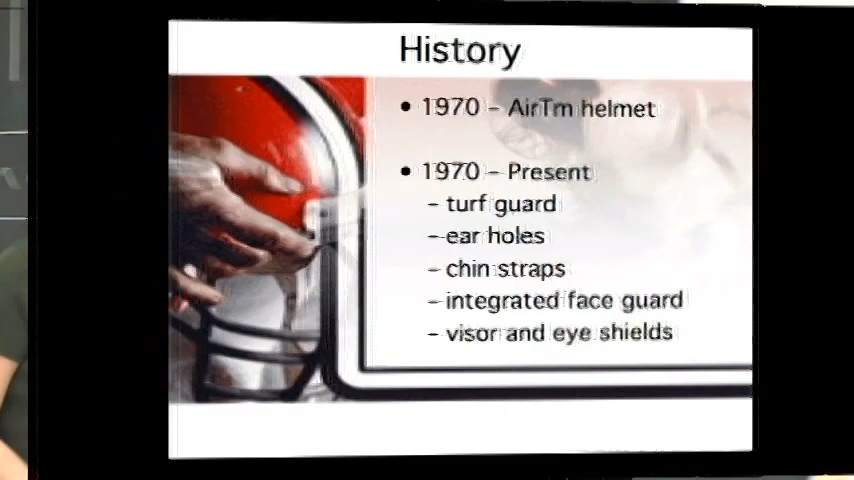 History
• 1970 – AirTm helmet
• 1970 – Present
– turf guard
– ear holes
– chin straps
– integrated face guard
– visor and eye shields